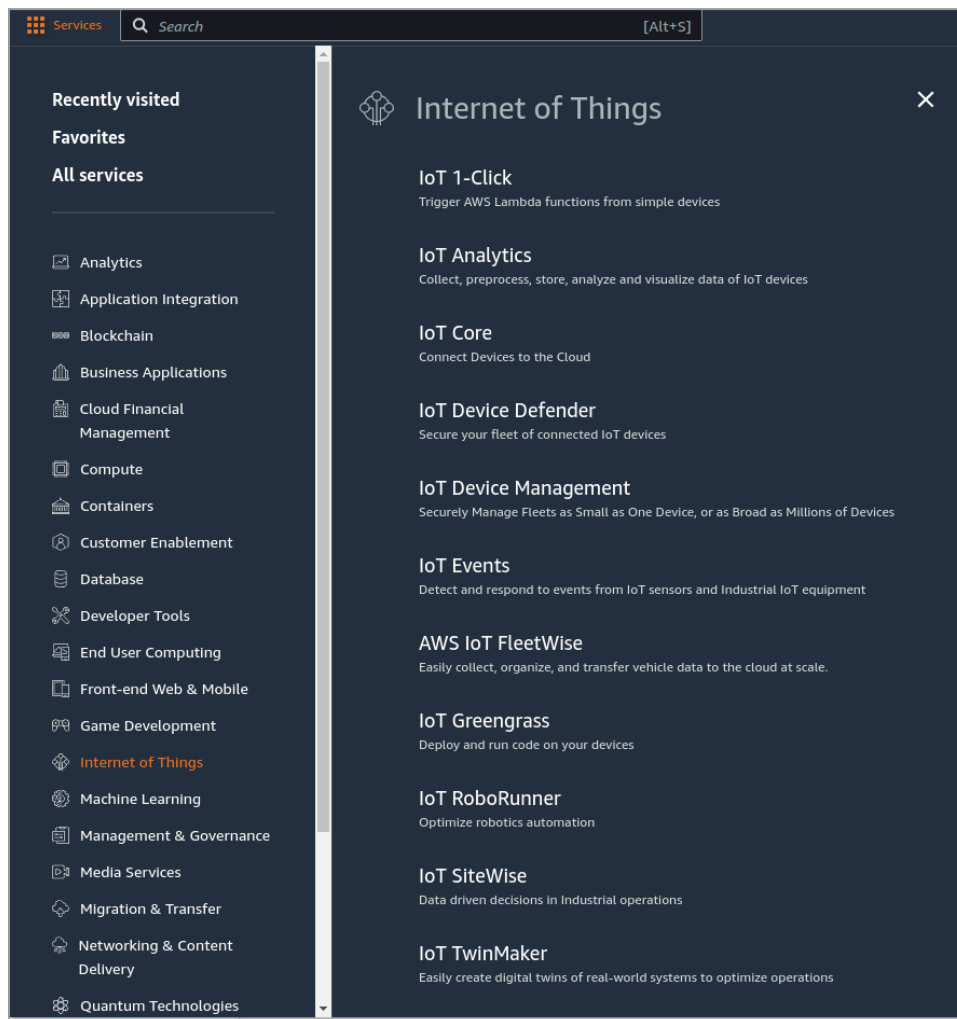 Services
Search [Alt+S]
Recently visited
Favorites
All services
Analytics
Application Integration
Blockchain
Business Applications
Cloud Financial
Management
Compute
Containers
Customer Enablement
Database
Developer Tools
End User Computing
Front-end Web & Mobile
Game Development
Internet of Things
Machine Learning
Management & Governance
Media Services
Migration & Transfer
Networking & Content
Delivery
Quantum Technologies
Internet of Things
IoT 1-Click
Trigger AWS Lambda functions from simple devices
IoT Analytics
Collect, preprocess, store, analyze and visualize data of IoT devices
IoT Core
Connect Devices to the Cloud
IoT Device Defender
Secure your fleet of connected IoT devices
IoT Device Management
Securely Manage Fleets as Small as One Device, or as Broad as Millions of Devices
IoT Events
Detect and respond to events from IoT sensors and Industrial IoT equipment
AWS IoT FleetWise
Easily collect, organize, and transfer vehicle data to the cloud at scale.
IoT Greengrass
Deploy and run code on your devices
IoT RoboRunner
Optimize robotics automation
IoT SiteWise
Data driven decisions in Industrial operations
IoT TwinMaker
Easily create digital twins of real-world systems to optimize operations